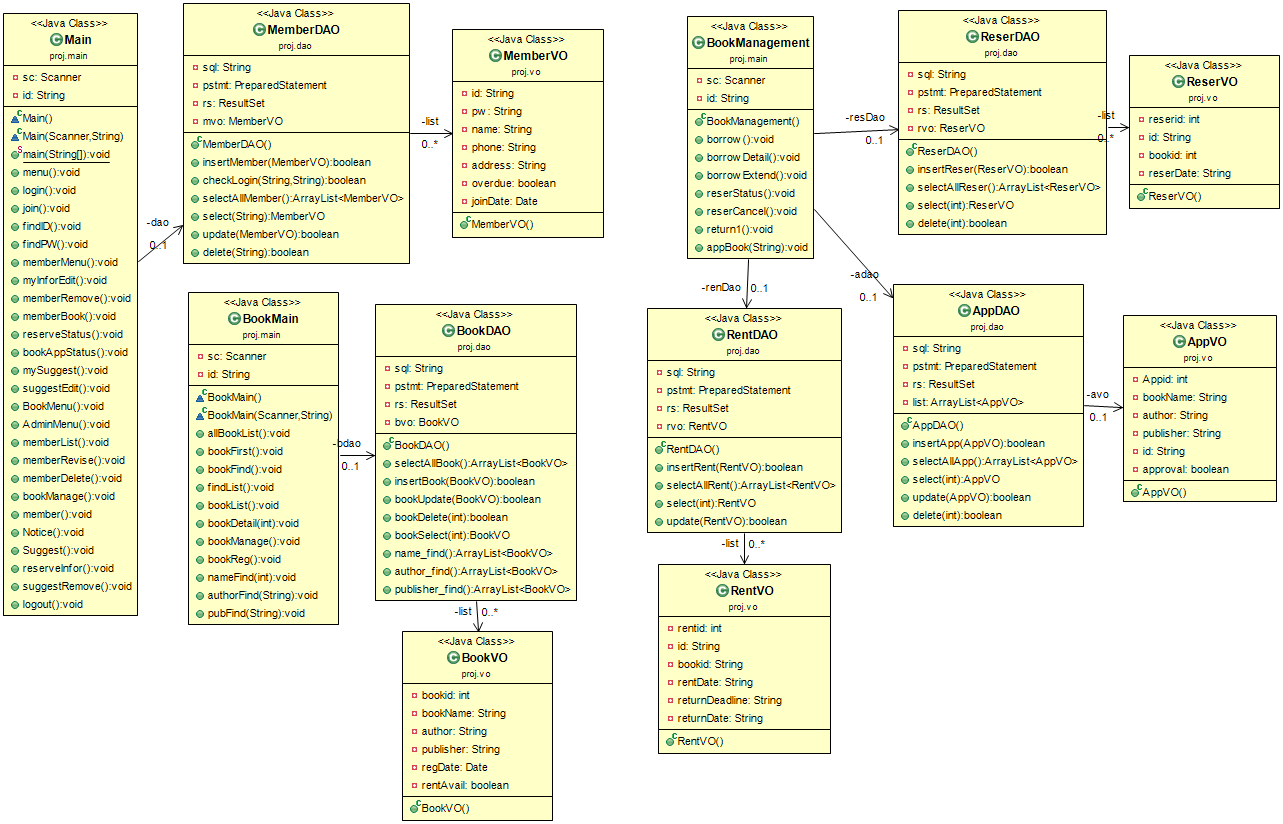 <<Java Class>>
Main
proj.main
sc: Scanner
id: String
Main()
Main(Scanner,String)
main(String[]):void
menu():void
login():void
join():void
findID():void
findPW():void
memberMenu():void
myInforEdit():void
memberRemove():void
memberBook():void
reserveStatus():void
bookAppStatus():void
mySuggest():void
suggestEdit():void
BookMenu():void
AdminMenu():void
memberList():void
memberRevise():void
memberDelete():void
bookManage():void
member():void
Notice():void
Suggest():void
reserveInfor():void
suggestRemove():void
logout():void
-dao
0..1
<<Java Class>>
MemberDAO
proj.dao
sql: String
pstmt: PreparedStatement
rs: ResultSet
mvo: MemberVO
MemberDAO()
insertMember(MemberVO):boolean
checkLogin(String,String):boolean
selectAllMember():ArrayList<MemberVO>
select(String):MemberVO
update(MemberVO):boolean
delete(String):boolean
-list
0..*
<<Java Class>>
MemberVO
proj.vo
id: String
pw: String
name: String
phone: String
address: String
overdue: boolean
joinDate: Date
MemberVO()
<<Java Class>>
BookMain
proj.main
sc: Scanner
id: String
BookMain()
BookMain(Scanner,String)
allBookList():void
bookFirst():void
bookFind():void
findList():void
bookList():void
bookDetail(int):void
bookManage():void
bookReg():void
nameFind(int):void
authorFind(String):void
pubFind(String):void
-bdao
0..1
<<Java Class>>
BookDAO
proj.dao
sql: String
pstmt: PreparedStatement
rs: ResultSet
bvo: BookVO
BookDAO()
selectAllBook():ArrayList<BookVO>
insertBook(BookVO):boolean
bookUpdate(BookVO):boolean
bookDelete(int):boolean
bookSelect(int):BookVO
name_find():ArrayList<BookVO>
author_find():ArrayList<BookVO>
publisher_find():ArrayList<BookVO>
-list
0..*
<<Java Class>>
BookVO
proj.vo
bookid: int
bookName: String
author: String
publisher: String
regDate: Date
rentAvail: boolean
BookVO()
<<Java Class>>
BookManagement
proj.main
sc: Scanner
id: String
BookManagement()
borrow():void
borrowDetail():void
borrowExtend():void
reserStatus():void
reserCancel():void
return1():void
appBook(String):void
-resDao
0..1
<<Java Class>>
ReserDAO
proj.dao
sql: String
pstmt: PreparedStatement
rs: ResultSet
rvo: ReserVO
ReserDAO()
insertReser(ReserVO):boolean
selectAllReser():ArrayList<ReserVO>
select(int):ReserVO
delete(int):boolean
-list
0..*
<<Java Class>>
ReserVO
proj.vo
reserid: int
id: String
bookid: int
reserDate: String
ReserVO()
-renDao
0..1
<<Java Class>>
RentDAO
proj.dao
sql: String
pstmt: PreparedStatement
rs: ResultSet
rvo: RentVO
RentDAO()
insertRent(RentVO):boolean
selectAllRent():ArrayList<RentVO>
select(int):RentVO
update(RentVO):boolean
-list
0..*
<<Java Class>>
RentVO
proj.vo
rentid: int
id: String
bookid: String
rentDate: String
returnDeadline: String
returnDate: String
RentVO()
-adao
0..1
<<Java Class>>
AppDAO
proj.dao
sql: String
pstmt: PreparedStatement
rs: ResultSet
list: ArrayList<AppVO>
AppDAO()
insertApp(AppVO):boolean
selectAllApp():ArrayList<AppVO>
select(int):AppVO
update(AppVO):boolean
delete(int):boolean
-avo
0..1
<<Java Class>>
AppVO
proj.vo
Appid: int
bookName: String
author: String
publisher: String
id: String
approval: boolean
AppVO()